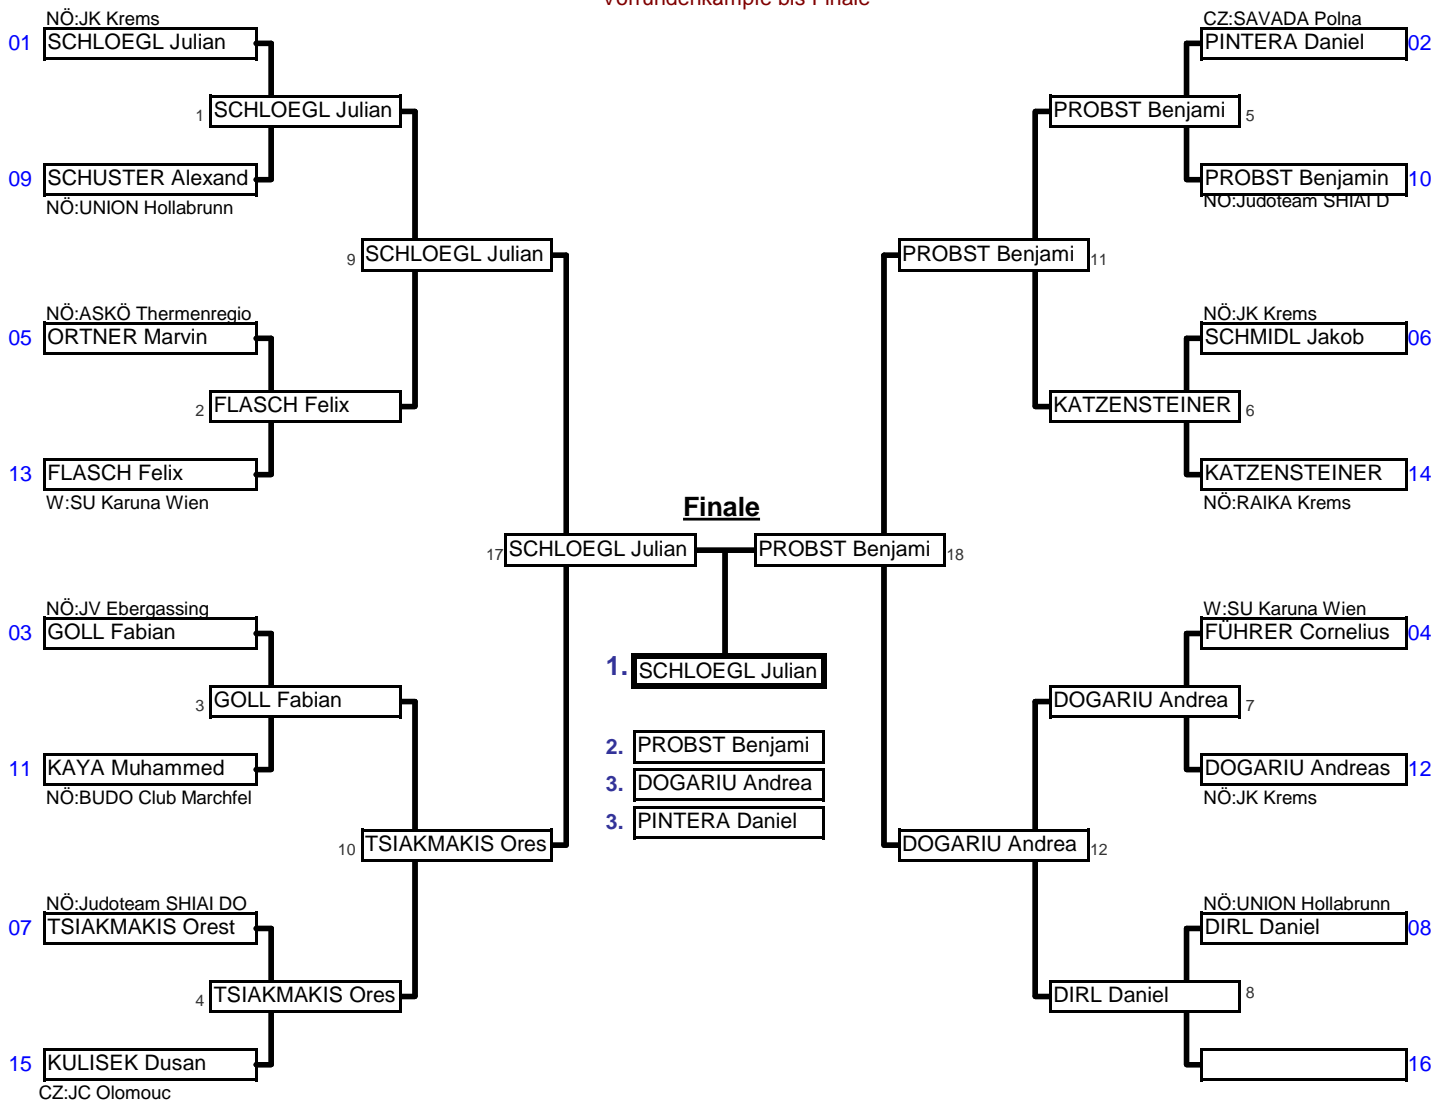 Vorrundenkämpfe bis Finale
NÖ:JK Krems
01 SCHLOEGL Julian
1 SCHLOEGL Julian
09 SCHUSTER Alexand
NÖ:UNION Hollabrunn
9 SCHLOEGL Julian
NÖ:ASKÖ Thermenregio
05 ORTNER Marvin
2 FLASCH Felix
13 FLASCH Felix
W:SU Karuna Wien
17 SCHLOEGL Julian
NÖ:JV Ebergassing
03 GOLL Fabian
3 GOLL Fabian
11 KAYA Muhammed
NÖ:BUDO Club Marchfel
10 TSIAKMAKIS Ores
NÖ:Judoteam SHIAI DO
07 TSIAKMAKIS Orest
4 TSIAKMAKIS Ores
15 KULISEK Dusan
CZ:JC Olomouc
Finale
1. SCHLOEGL Julian
2. PROBST Benjami
3. DOGARIU Andrea
3. PINTERA Daniel
CZ:SAVADA Polna
PINTERA Daniel 02
PROBST Benjami 5
PROBST Benjamin 10
NÖ:Judoteam SHIAI D
PROBST Benjami 11
NÖ:JK Krems
SCHMIDL Jakob 06
KATZENSTEINER 6
KATZENSTEINER 14
NÖ:RAIKA Krems
PROBST Benjami 18
W:SU Karuna Wien
FÜHRER Cornelius 04
DOGARIU Andrea 7
DOGARIU Andreas 12
NÖ:JK Krems
DOGARIU Andrea 12
NÖ:UNION Hollabrunn
DIRL Daniel 08
DIRL Daniel 8
16